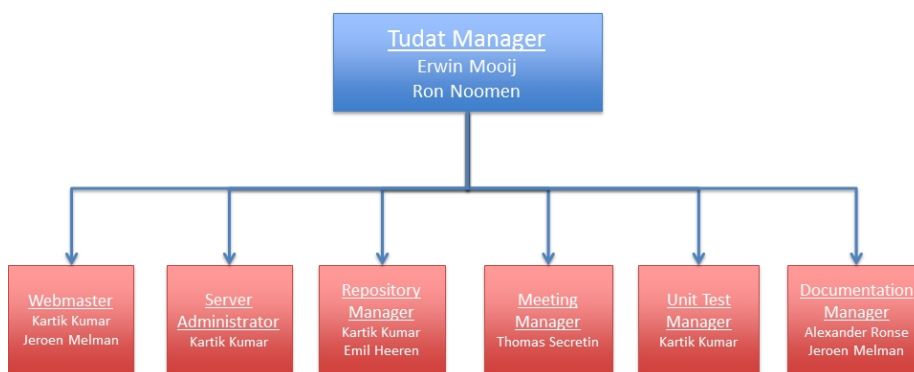 Tudat Manager
Erwin Mooij
Ron Noomen
Webmaster
Kartik Kumar
Jeroen Melman
Server
Administrator
Kartik Kumar
Repository
Manager
Kartik Kumar
Emil Heeren
Meeting
Manager
Thomas Secretin
Unit Test
Manager
Kartik Kumar
Documentation
Manager
Alexander Ronse
Jeroen Melman